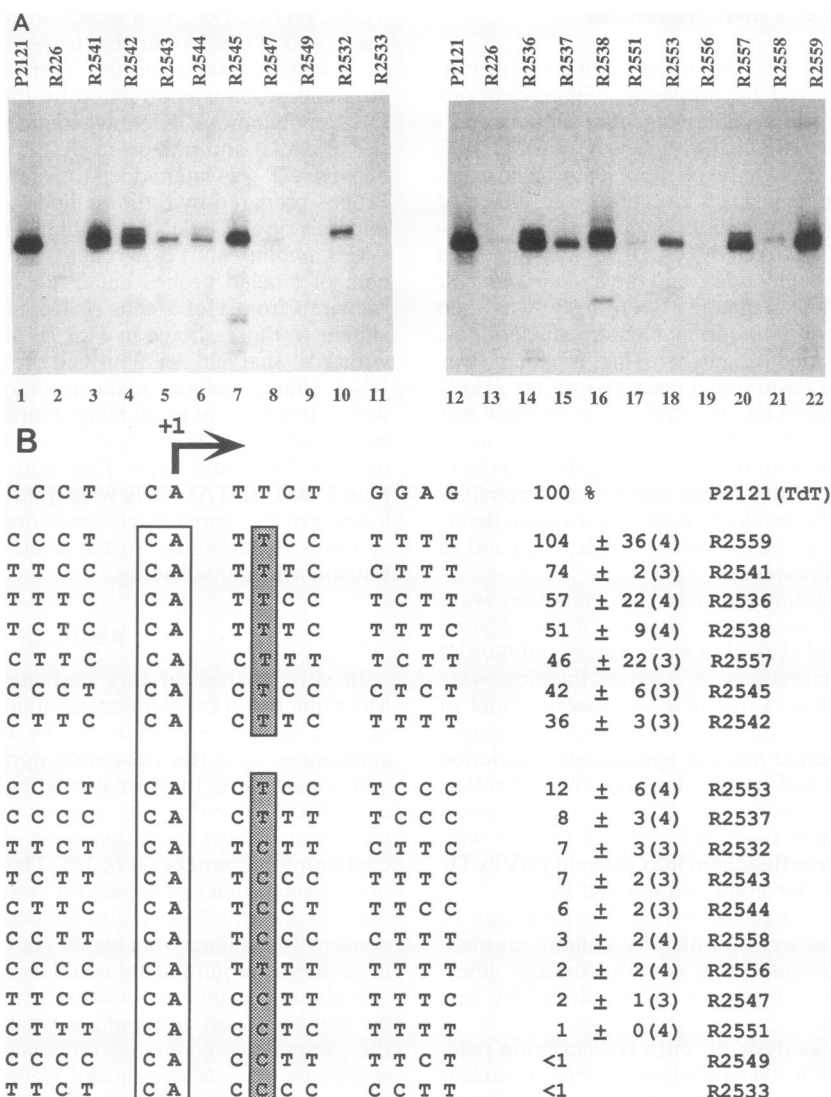 A
P2121 R226 R2541 R2542 R2543 R2544 R2545 R2547 R2549 R2532 R2533
P2121 R226 R2536 R2537 R2538 R2551 R2553 R2556 R2557 R2558 R2559
1 2 3 4 5 6 7 8 9 10 11
12 13 14 15 16 17 18 19 20 21 22
B
+1
C C C T C A T T C T G G A G 100 % P2121(TdT)
C C C T C A T T C C T T T T 104 ± 36(4) R2559
T T C C C A T T T C C T T T 74 ± 2(3) R2541
T T T C C A T T C C T C T T 57 ± 22(4) R2536
T C T C C A T T T C T T T C 51 ± 9(4) R2538
C T T C C A C T T T T C T T 46 ± 22(3) R2557
C C C T C A T T C C C T C T 42 ± 6(3) R2545
C T T C C A T T C C T T T C 36 ± 3(3) R2542
C C C T C A C T C C T C C C 12 ± 6(4) R2553
C C C C C A C T T T T C C C 8 ± 3(4) R2537
T T C T C A C C T T C T T C 7 ± 3(3) R2532
T C T T C A T C C C T T T C 7 ± 2(3) R2543
C T T C C A C C C T T T C C 6 ± 2(3) R2544
C C T T C A C C C C T T T T 5 ± 2(4) R2558
C C C C C A T T T T T T T T 3 ± 2(4) R2556
T T C C C A C C T T T T T T 2 ± 1(3) R2547
C T T C C A C C T C T T T T 1 ± 0(4) R2551
C C C C C A C C T T T T C T <1 R2549
T T C T C A C C C C C C T T <1 R2533